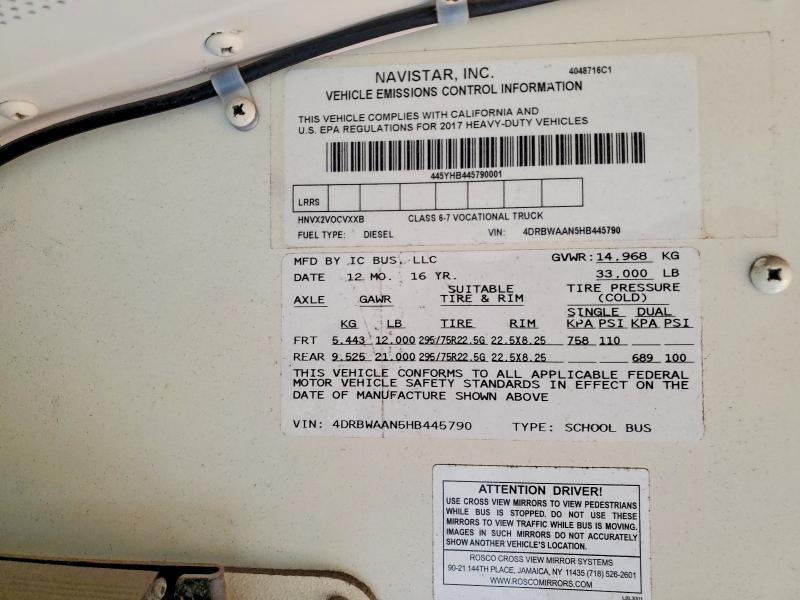 NAVISTAR, INC. 4048716C1
VEHICLE EMISSIONS CONTROL INFORMATION
THIS VEHICLE COMPLIES WITH CALIFORNIA AND
U.S. EPA REGULATIONS FOR 2017 HEAVY-DUTY VEHICLES
445YHB445790001
LRRS
HNVX2VOCVXXB CLASS 6-7 VOCATIONAL TRUCK
FUEL TYPE: DIESEL VIN: 4DRBWAAN5HB445790
MFD BY IC BUS, LLC GVWR: 14,968 KG
DATE 12 MO. 16 YR. 33,000 LB
SUITABLE TIRE PRESSURE
AXLE GAWR TIRE & RIM (COLD)
SINGLE DUAL
KG LB TIRE RIM KPA PSI KPA PSI
FRT 5,443 12,000 295/75R22.5G 22.5X8.25 758 110
REAR 9,525 21,000 295/75R22.5G 22.5X8.25 689 100
THIS VEHICLE CONFORMS TO ALL APPLICABLE FEDERAL
MOTOR VEHICLE SAFETY STANDARDS IN EFFECT ON THE
DATE OF MANUFACTURE SHOWN ABOVE
VIN: 4DRBWAAN5HB445790 TYPE: SCHOOL BUS
ATTENTION DRIVER!
USE CROSS VIEW MIRRORS TO VIEW PEDESTRIANS
WHILE BUS IS STOPPED. DO NOT USE THESE
MIRRORS TO VIEW TRAFFIC WHILE BUS IS MOVING.
IMAGES IN SUCH MIRRORS DO NOT ACCURATELY
SHOW ANOTHER VEHICLE'S LOCATION.
ROSCO CROSS VIEW MIRROR SYSTEMS
90-21 144TH PLACE, JAMAICA, NY 11435 (718) 526-2601
WWW.ROSCOMIRRORS.COM